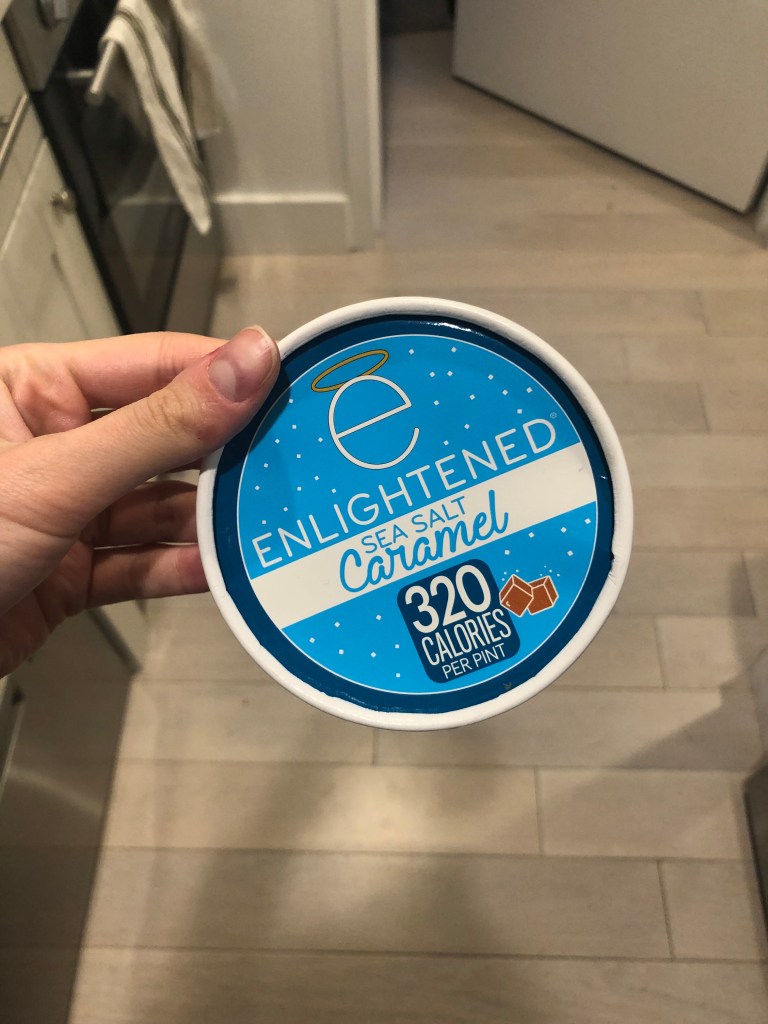 e
ENLIGHTENED®
SEA SALT
Caramel
320
CALORIES
PER PINT